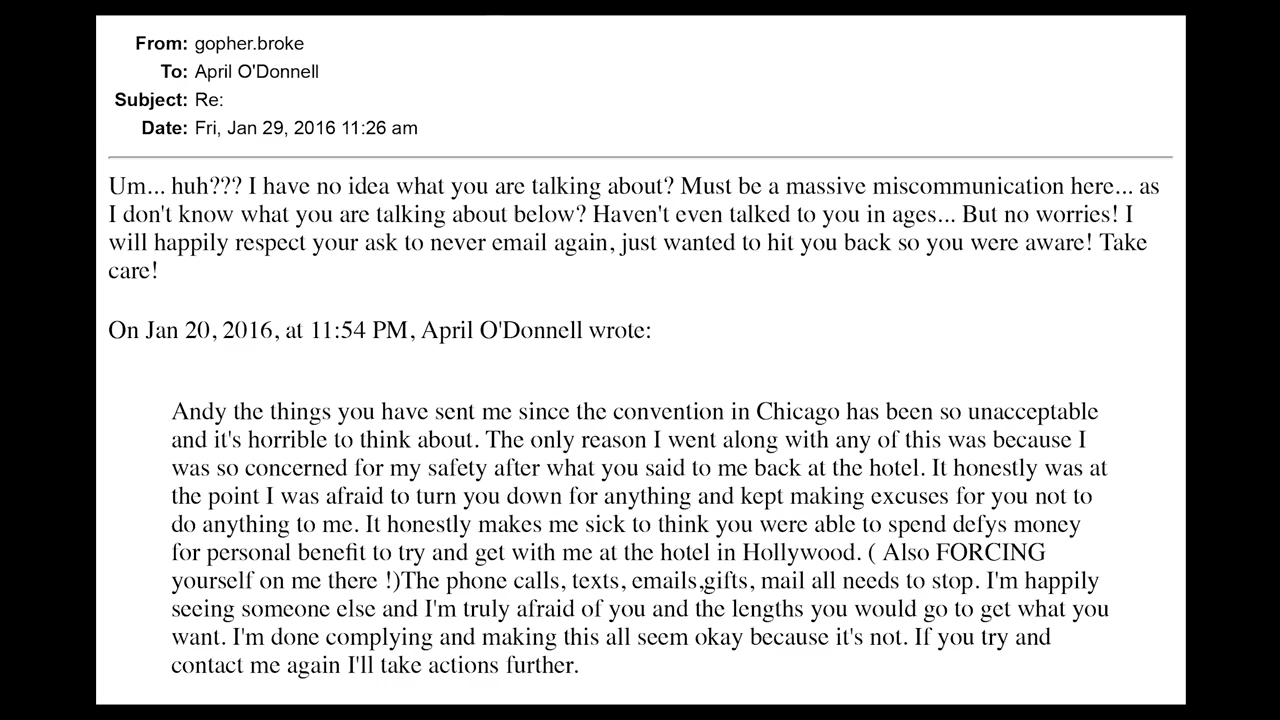 From: gopher.broke
To: April O'Donnell
Subject: Re:
Date: Fri, Jan 29, 2016 11:26 am
Um... huh??? I have no idea what you are talking about? Must be a massive miscommunication here... as
I don't know what you are talking about below? Haven't even talked to you in ages... But no worries! I
will happily respect your ask to never email again, just wanted to hit you back so you were aware! Take
care!
On Jan 20, 2016, at 11:54 PM, April O'Donnell wrote:
Andy the things you have sent me since the convention in Chicago has been so unacceptable
and it's horrible to think about. The only reason I went along with any of this was because I
was so concerned for my safety after what you said to me back at the hotel. It honestly was at
the point I was afraid to turn you down for anything and kept making excuses for you not to
do anything to me. It honestly makes me sick to think you were able to spend defys money
for personal benefit to try and get with me at the hotel in Hollywood. ( Also FORCING
yourself on me there !)The phone calls, texts, emails,gifts, mail all needs to stop. I'm happily
seeing someone else and I'm truly afraid of you and the lengths you would go to get what you
want. I'm done complying and making this all seem okay because it's not. If you try and
contact me again I'll take actions further.